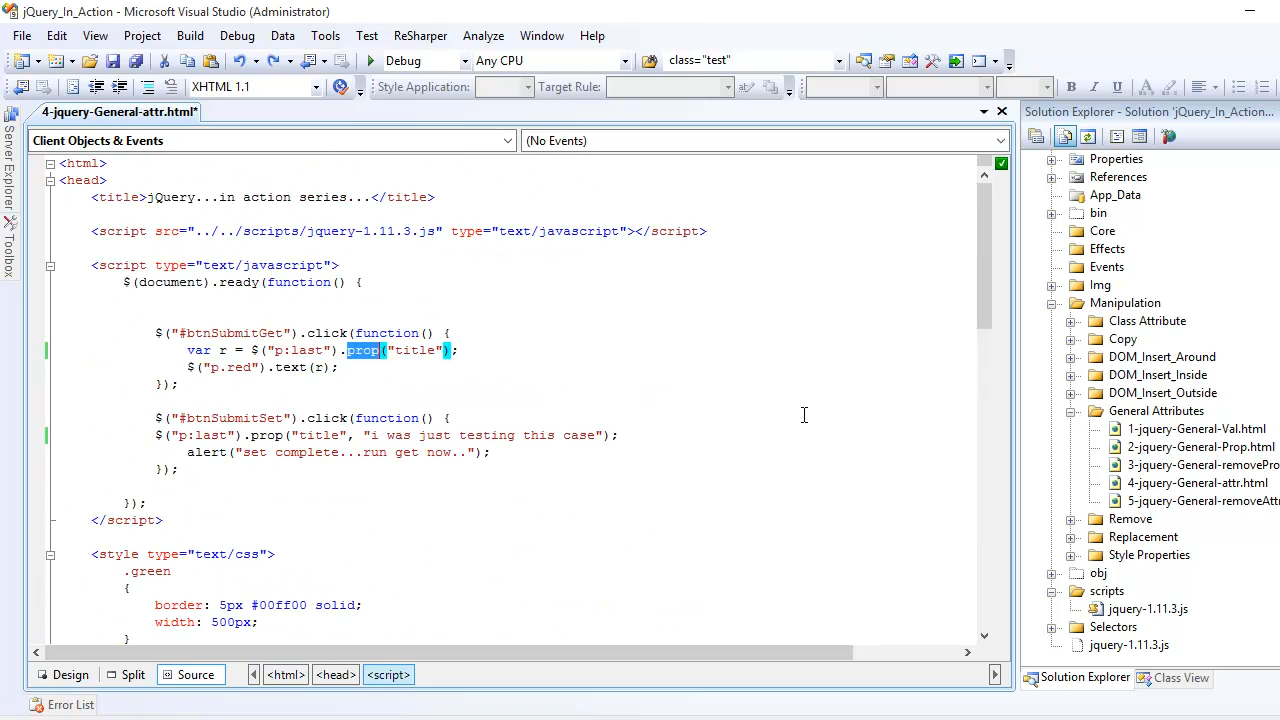 jQuery_In_Action - Microsoft Visual Studio (Administrator)
File Edit View Project Build Debug Data Tools Test ReSharper Analyze Window Help
Debug Any CPU class="test"
XHTML 1.1 Style Application: Target Rule: B I U A
4-jquery-General-attr.html*
Solution Explorer - Solution 'jQuery_In_Action...
Client Objects & Events (No Events)
Server Explorer
Toolbox
<html>
<head>
<title>jQuery...in action series...</title>
<script src="../../scripts/jquery-1.11.3.js" type="text/javascript"></script>
<script type="text/javascript">
$(document).ready(function() {
$("#btnSubmitGet").click(function() {
var r = $("p:last").prop("title");
$("p.red").text(r);
});
$("#btnSubmitSet").click(function() {
$("p:last").prop("title", "i was just testing this case");
alert("set complete...run get now..");
});
});
</script>
<style type="text/css">
.green
{
border: 5px #00ff00 solid;
width: 500px;
}
Properties
References
App_Data
bin
Core
Effects
Events
Img
Manipulation
Class Attribute
Copy
DOM_Insert_Around
DOM_Insert_Inside
DOM_Insert_Outside
General Attributes
1-jquery-General-Val.html
2-jquery-General-Prop.html
3-jquery-General-removePro
4-jquery-General-attr.html
5-jquery-General-removeAttr
Remove
Replacement
Style Properties
obj
scripts
jquery-1.11.3.js
Selectors
jquery-1.11.3.js
Design Split Source <html> <head> <script>
Solution Explorer Class View
Error List